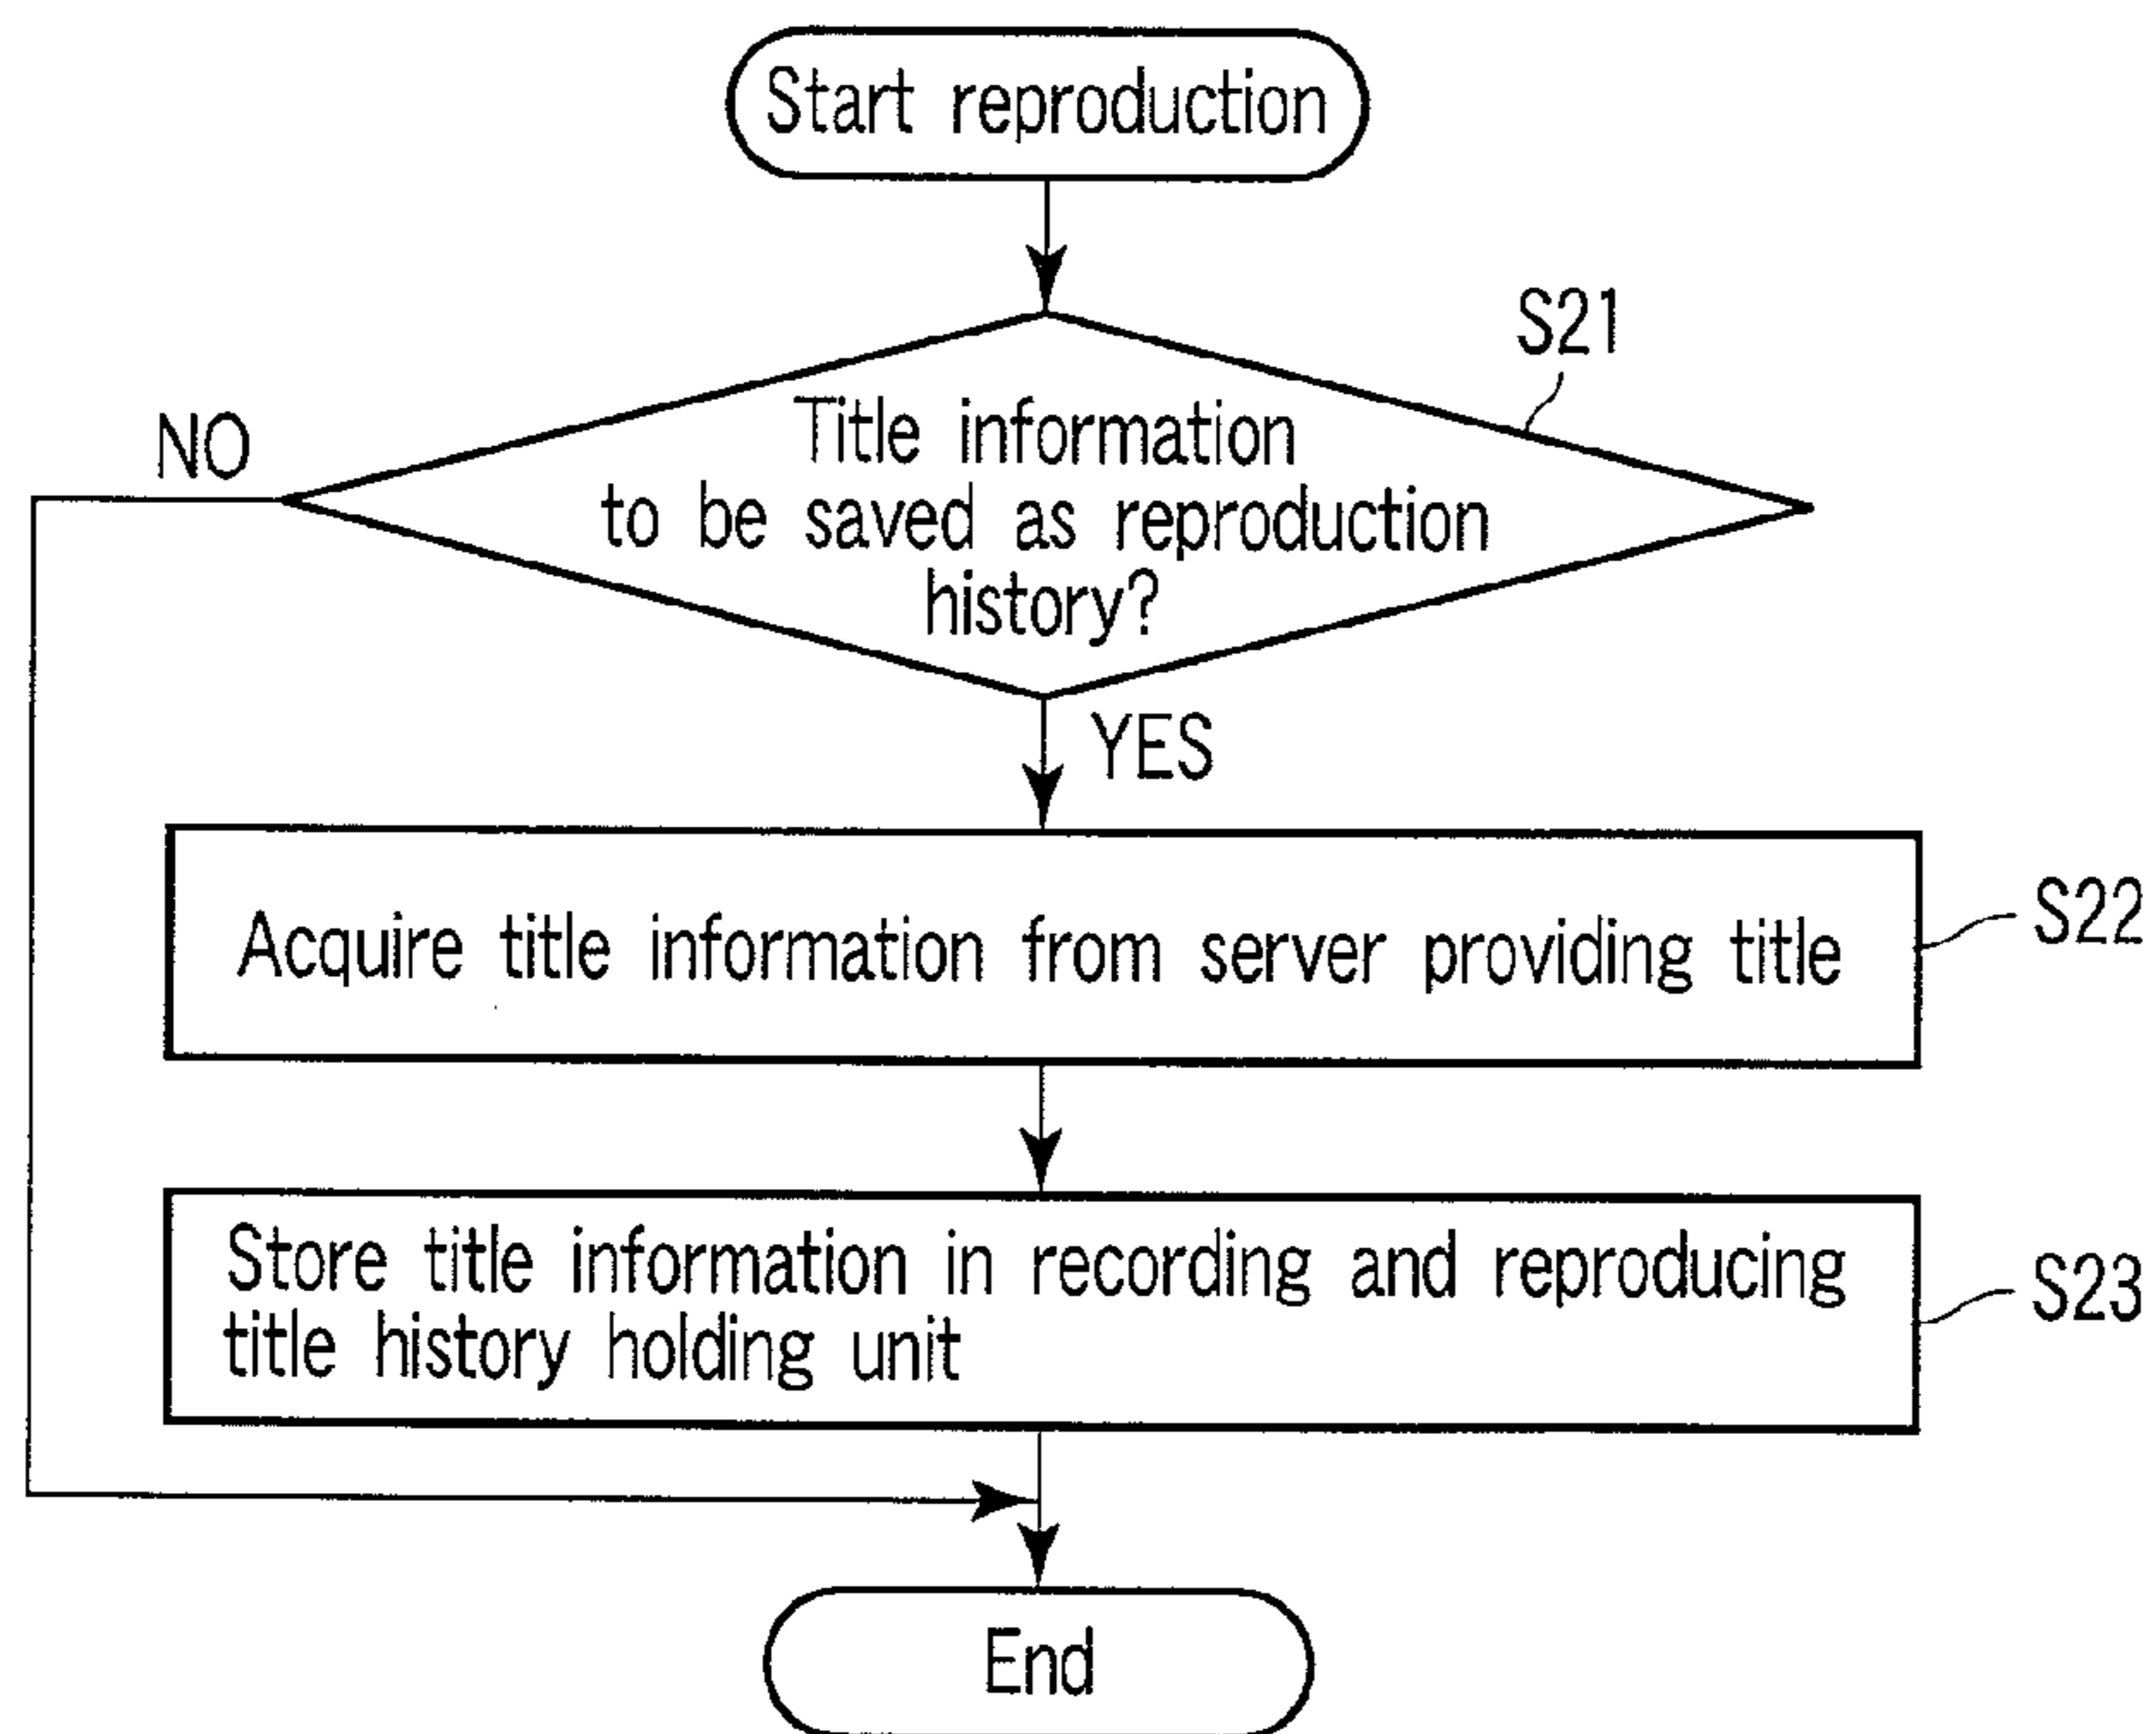 Start reproduction
S21
NO
Title information
to be saved as reproduction
history?
YES
Acquire title information from server providing title
S22
Store title information in recording and reproducing
title history holding unit
S23
End